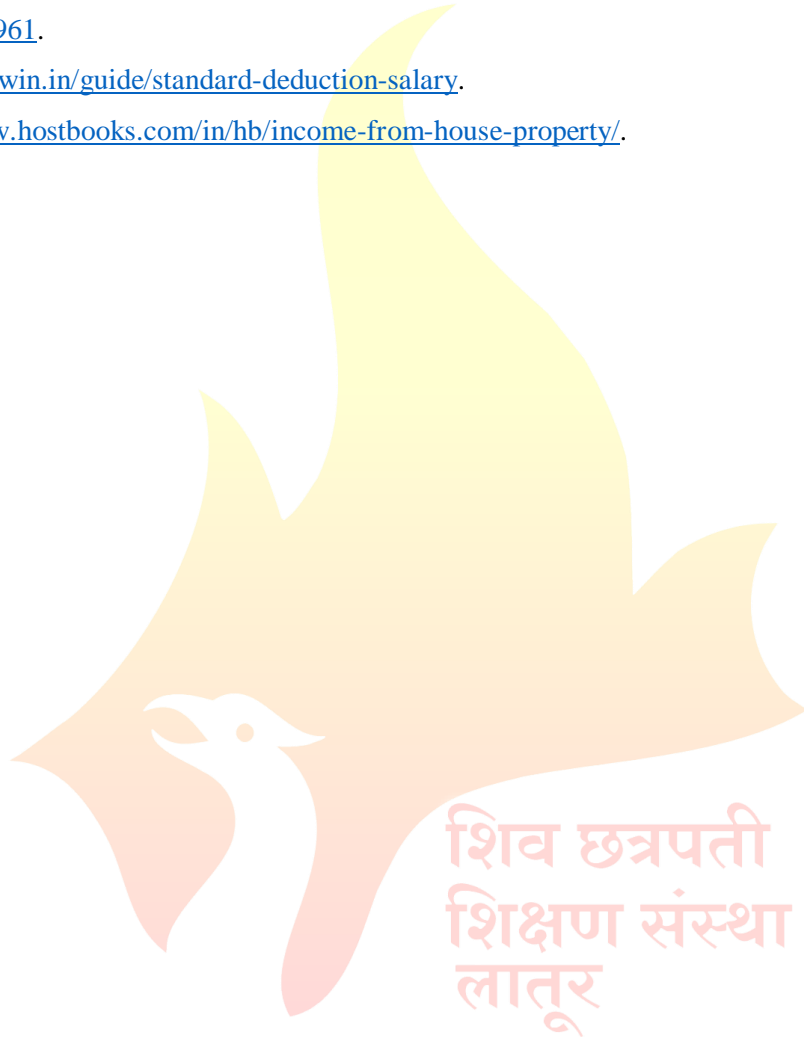 961.
win.in/guide/standard-deduction-salary.
v.hostbooks.com/in/hb/income-from-house-property/.
शिव छत्रपती
शिक्षण संस्था
लातूर